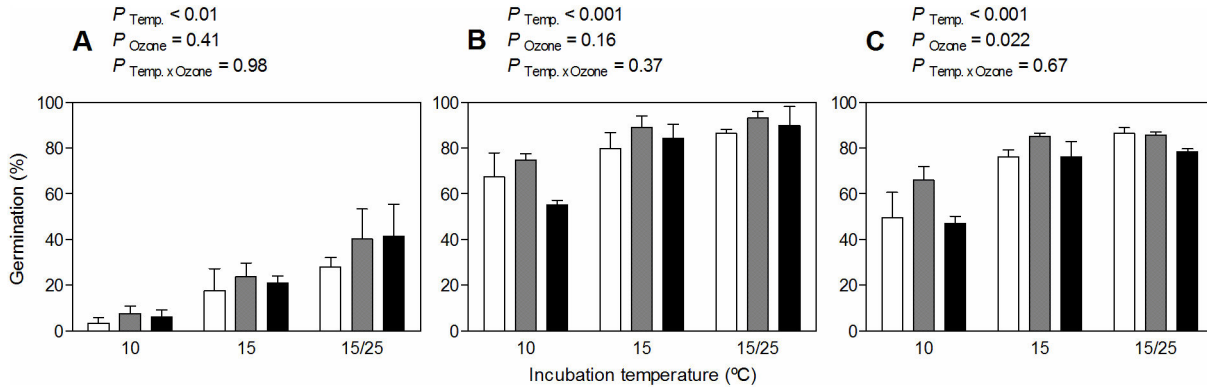 A
P Temp. < 0.01
P Ozone = 0.41
P Temp. x Ozone = 0.98
B
P Temp. < 0.001
P Ozone = 0.16
P Temp. x Ozone = 0.37
C
P Temp. < 0.001
P Ozone = 0.022
P Temp. x Ozone = 0.67
Germination (%)
100
80
60
40
20
0
10 15 15/25
100
80
60
40
20
0
10 15 15/25
100
80
60
40
20
0
10 15 15/25
Incubation temperature (ºC)